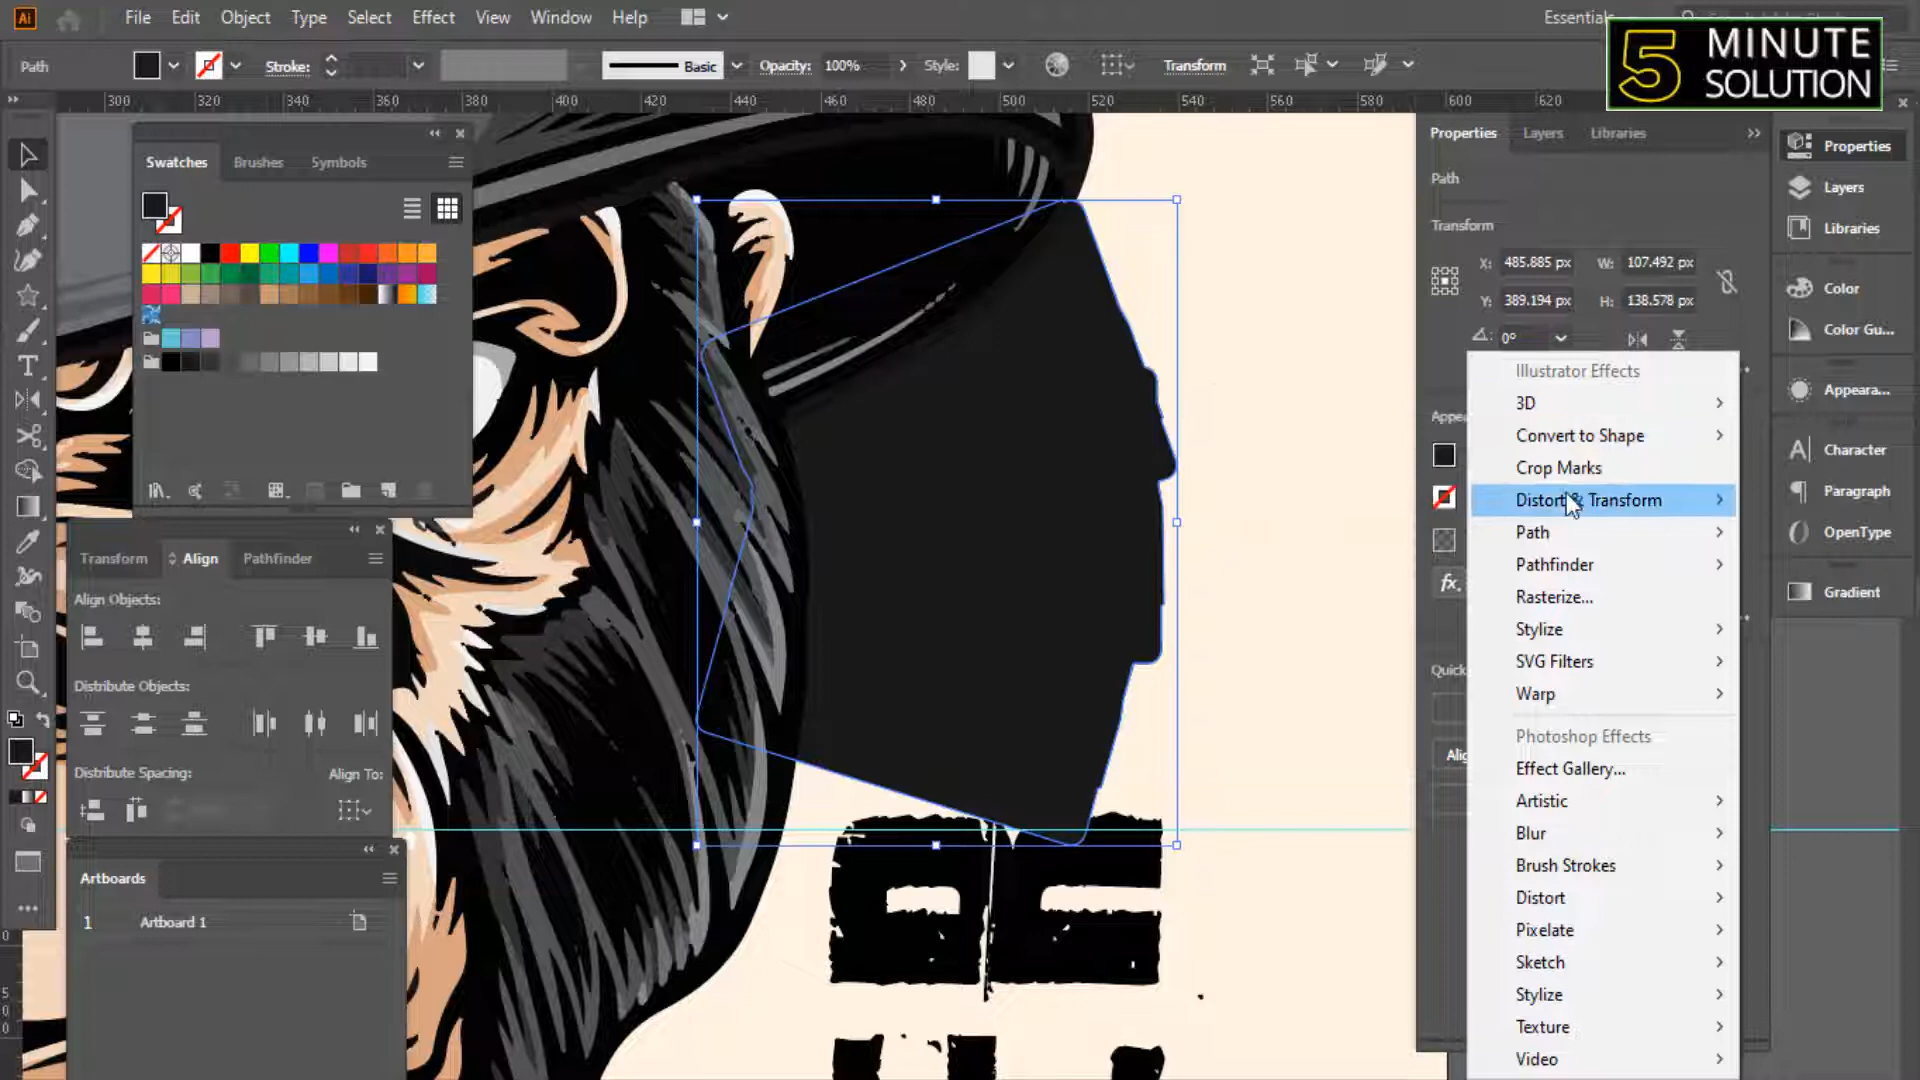 Ai File Edit Object Type Select Effect View Window Help Essentials
5 MINUTE SOLUTION
Path Stroke: Basic Opacity: 100% Style: Transform
300 320 340 360 380 400 420 440 460 480 500 520 540 560 580 600 620
Swatches Brushes Symbols
Transform Align Pathfinder
Align Objects:
Distribute Objects:
Distribute Spacing: Align To:
Artboards
1 Artboard 1
Properties Layers Libraries
Path
Transform
X: 485.885 px W: 107.492 px
Y: 389.194 px H: 138.578 px
0°
Appea
fx.
Quick
Alig
Illustrator Effects
3D
Convert to Shape
Crop Marks
Distort & Transform
Path
Pathfinder
Rasterize...
Stylize
SVG Filters
Warp
Photoshop Effects
Effect Gallery...
Artistic
Blur
Brush Strokes
Distort
Pixelate
Sketch
Stylize
Texture
Video
Properties
Layers
Libraries
Color
Color Gu...
Appeara...
Character
Paragraph
OpenType
Gradient